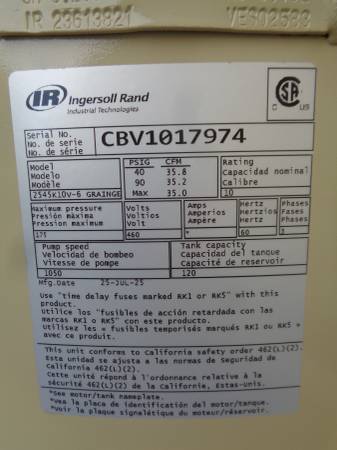 IR 23613821 VES02583
IR Ingersoll Rand
Industrial Technologies
C US
Serial No.
No. de serie CBV1017974
No. de série
Model PSIG CFM Rating
Modelo 40 35.8 Capacidad nominal
Modèle 90 35.2 Calibre
2545K10V-6 GRAINGE Max 35.0 10
Maximum pressure Volts Amps Hertz Phases
Presión màxima Voltios Amperios Hertzios Fases
Pression maximum Volt Ampère Hertz Phases
175 460 * 60 3
Pump speed Tank capacity
Velocidad de bombeo Capacidad del tanque
Vitesse de pompe Capacité de reservoir
1050 120
Mfg.Date 25-JUL-25
Use "time delay fuses marked RK1 or RK5" with this
product.
utilice los "fusibles de acción retardada con las
marcas RK1 o RK5" con este producto.
Utilisez les « fusibles temporisés marqués RK1 ou RK5 »
avec ce produit.
This unit conforms to California safety order 462(L)(2).
Esta unidad se ajusta a las normas de Seguridad de
California 462(L)(2).
Cette unité répond à l'ordonnance relative à la
sécurité 462(L)(2) de la Californie, Estas-unis.
*See motor/tank nameplate.
*vea la placa de identificación del motor/tanque.
*Voir la plaque signalétique du moteur/réservoir.